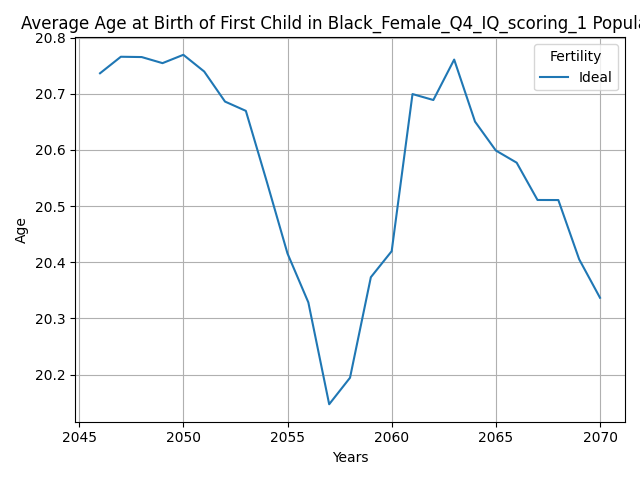 Average Age at Birth of First Child in Black_Female_Q4_IQ_scoring_1 Popula
20.8
20.7
20.6
20.5
20.4
20.3
20.2
Age
Fertility
Ideal
2045 2050 2055 2060 2065 2070
Years